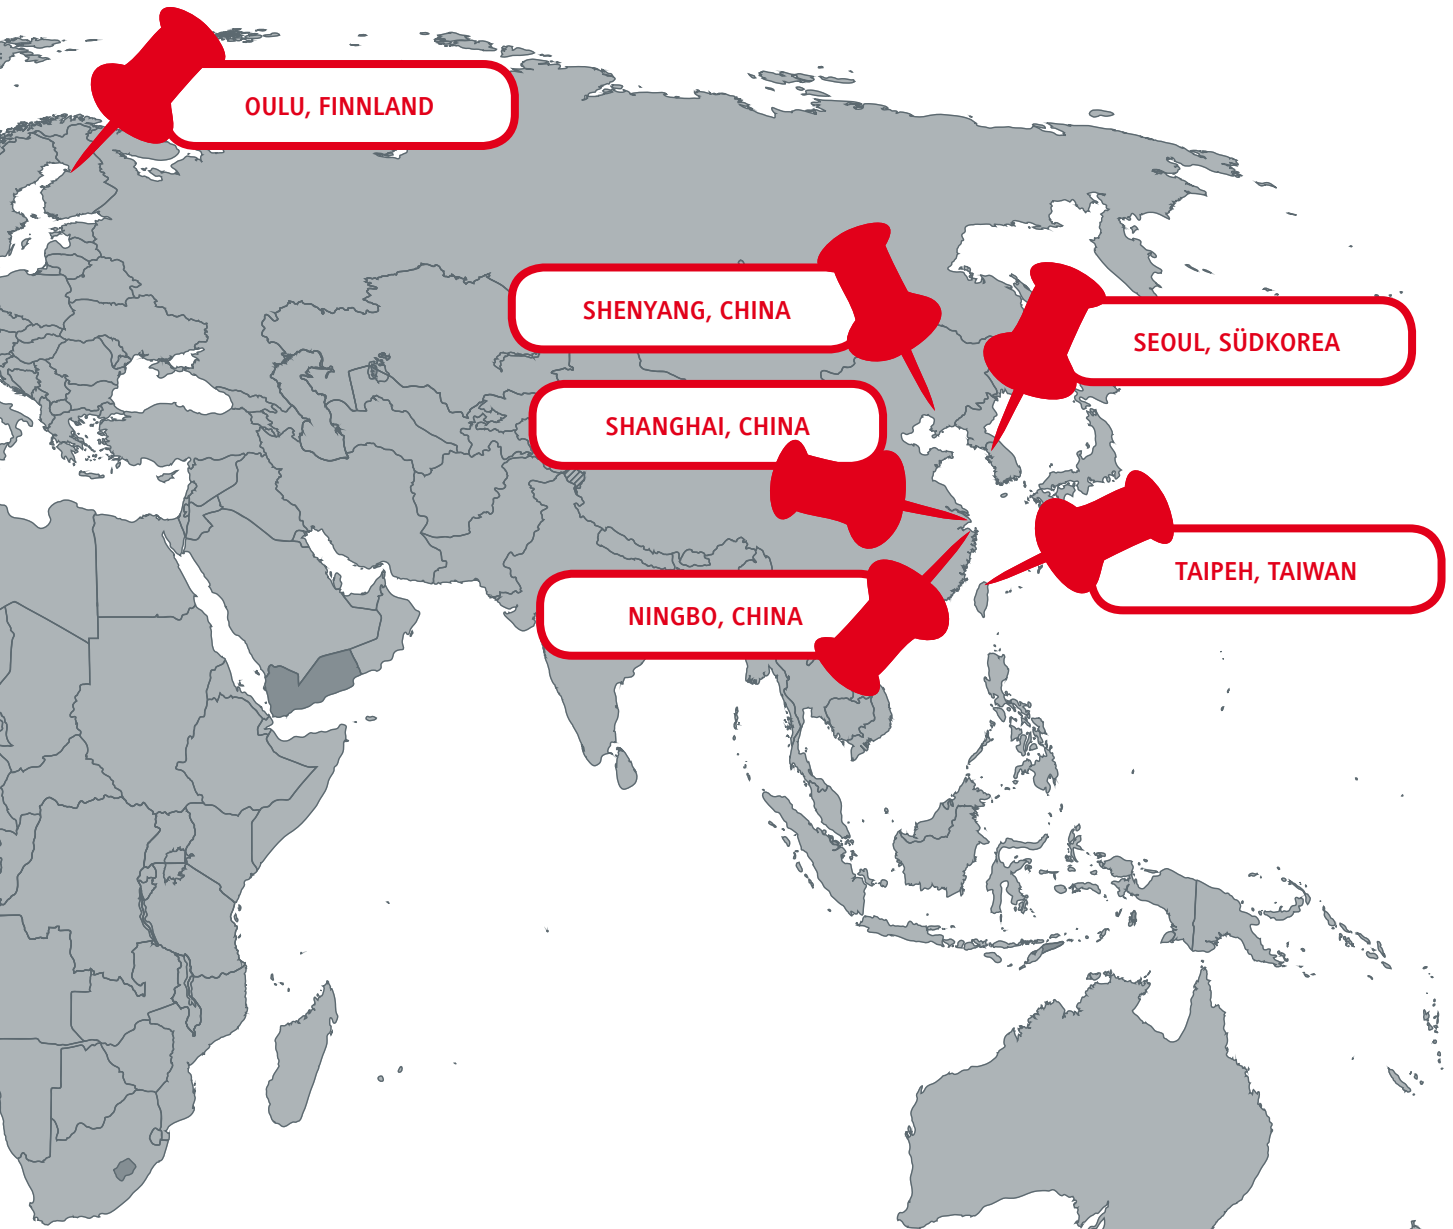 OULU, FINNLAND
SHENYANG, CHINA
SEOUL, SÜDKOREA
SHANGHAI, CHINA
TAIPEH, TAIWAN
NINGBO, CHINA